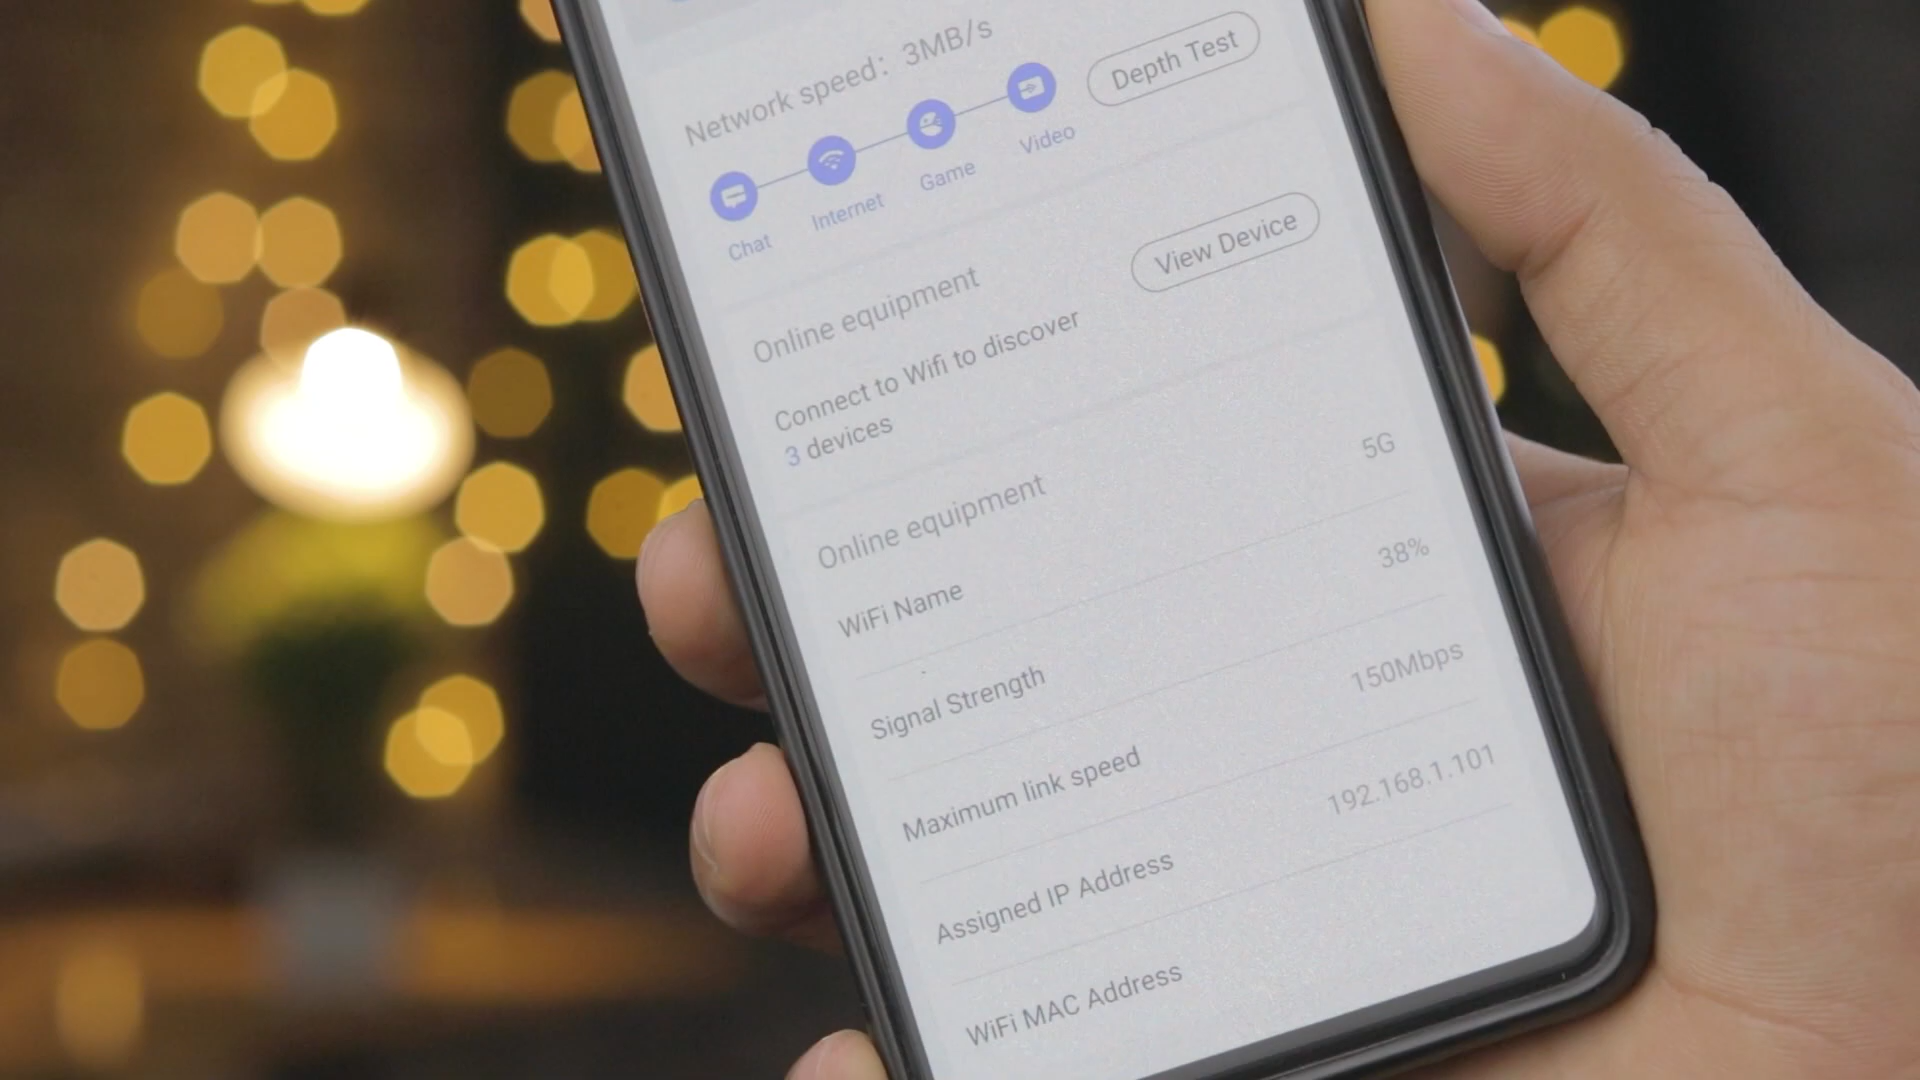 Network speed: 3MB/s
Depth Test
Chat
Internet
Game
Video
Online equipment
View Device
Connect to Wifi to discover
3 devices
Online equipment
WiFi Name 5G
Signal Strength 38%
Maximum link speed 150Mbps
Assigned IP Address 192.168.1.101
WiFi MAC Address